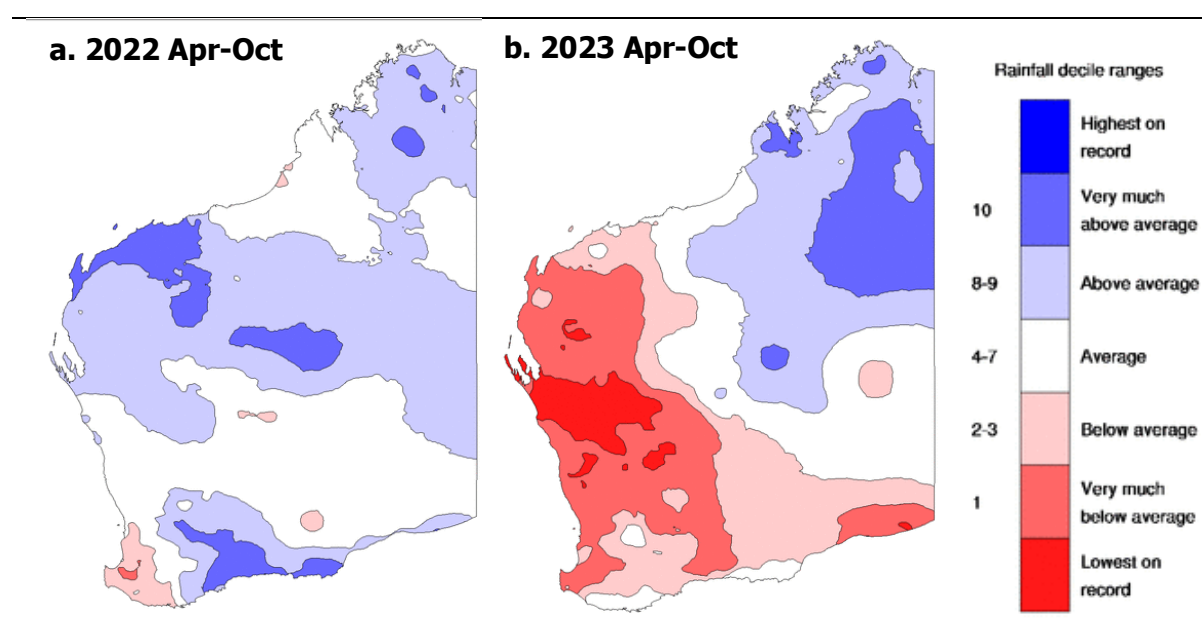 a. 2022 Apr-Oct
b. 2023 Apr-Oct
Rainfall decile ranges
Highest on
record
10
Very much
above average
8-9
Above average
4-7
Average
2-3
Below average
1
Very much
below average
Lowest on
record